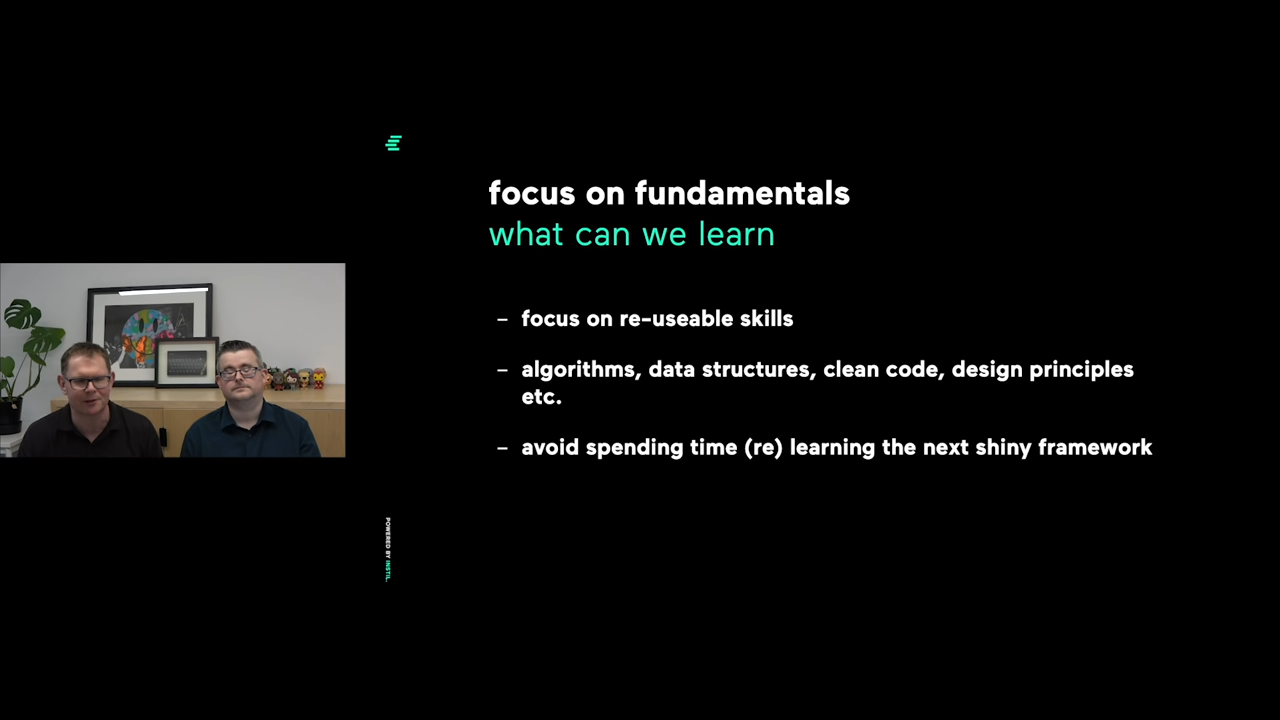 focus on fundamentals
what can we learn
– focus on re-useable skills
– algorithms, data structures, clean code, design principles
etc.
– avoid spending time (re) learning the next shiny framework
POWERED BY INSTIL.